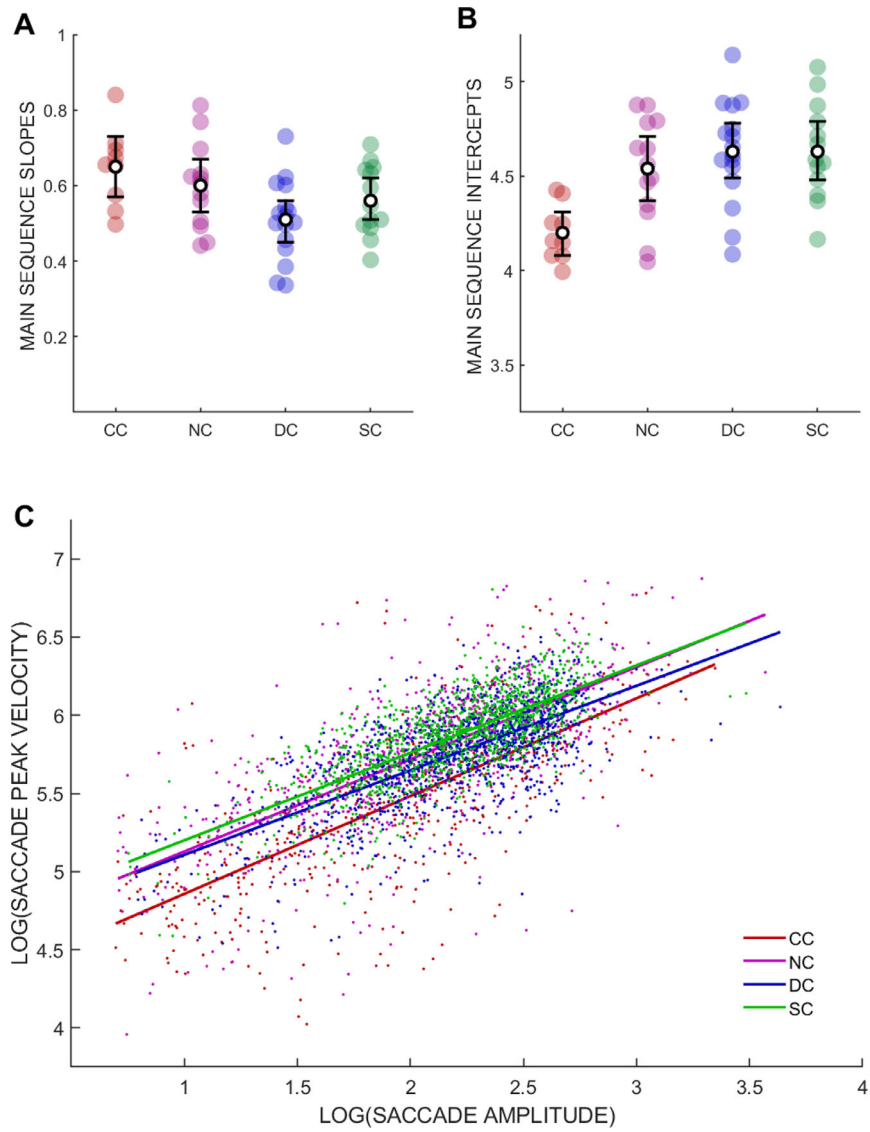 A
MAIN SEQUENCE SLOPES
1
0.8
0.6
0.4
0.2
CC NC DC SC
B
MAIN SEQUENCE INTERCEPTS
5
4.5
4
3.5
CC NC DC SC
C
LOG(SACCADE PEAK VELOCITY)
7
6.5
6
5.5
5
4.5
4
CC
NC
DC
SC
1 1.5 2 2.5 3 3.5 4
LOG(SACCADE AMPLITUDE)